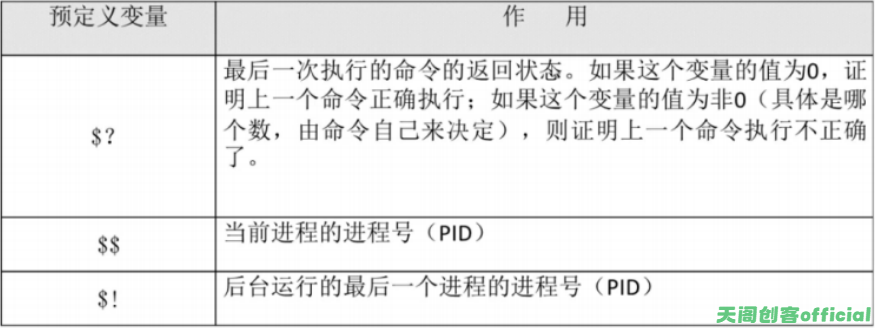 预定义变量 作 用
最后一次执行的命令的返回状态。如果这个变量的值为0，证
明上一个命令正确执行；如果这个变量的值为非0（具体是哪
个数，由命令自己来决定），则证明上一个命令执行不正确
了。
$?
$$ 当前进程的进程号（PID）
$! 后台运行的最后一个进程的进程号（PID）
天阁创客official